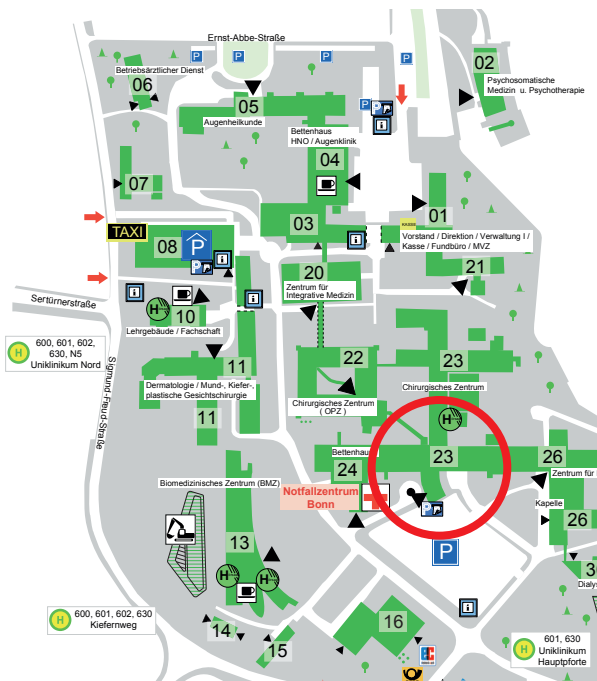 Ernst-Abbe-Straße
P
P
P
P
02
Betriebsärztlicher Dienst
06
Psychosomatische
Medizin u. Psychotherapie
05
P
P
i
Augenheilkunde
Bettenhaus
HNO / Augenklinik
04
07
01
KASSE
TAXI
08
P
P
i
03
i
Vorstand / Direktion / Verwaltung I /
Kasse / Fundbüro / MVZ
20
21
Zentrum für
Integrative Medizin
Sertürnerstraße
i
i
H
10
Lehrgebäude / Fachschaft
H
600, 601, 602,
630, N5
Uniklinikum Nord
Sigmund-Freud-Straße
11
22
23
Dermatologie / Mund-, Kiefer-,
plastische Gesichtschirurgie
Chirurgisches Zentrum
11
Chirurgisches Zentrum
( OPZ )
H
Bettenhaus
24
23
26
Zentrum für
Biomedizinisches Zentrum (BMZ)
Notfallzentrum
Bonn
P
Kapelle
26
13
P
3
Dialys
H
H
i
H
600, 601, 602, 630
Kiefernweg
14
15
16
H
601, 630
Uniklinikum
Hauptpforte